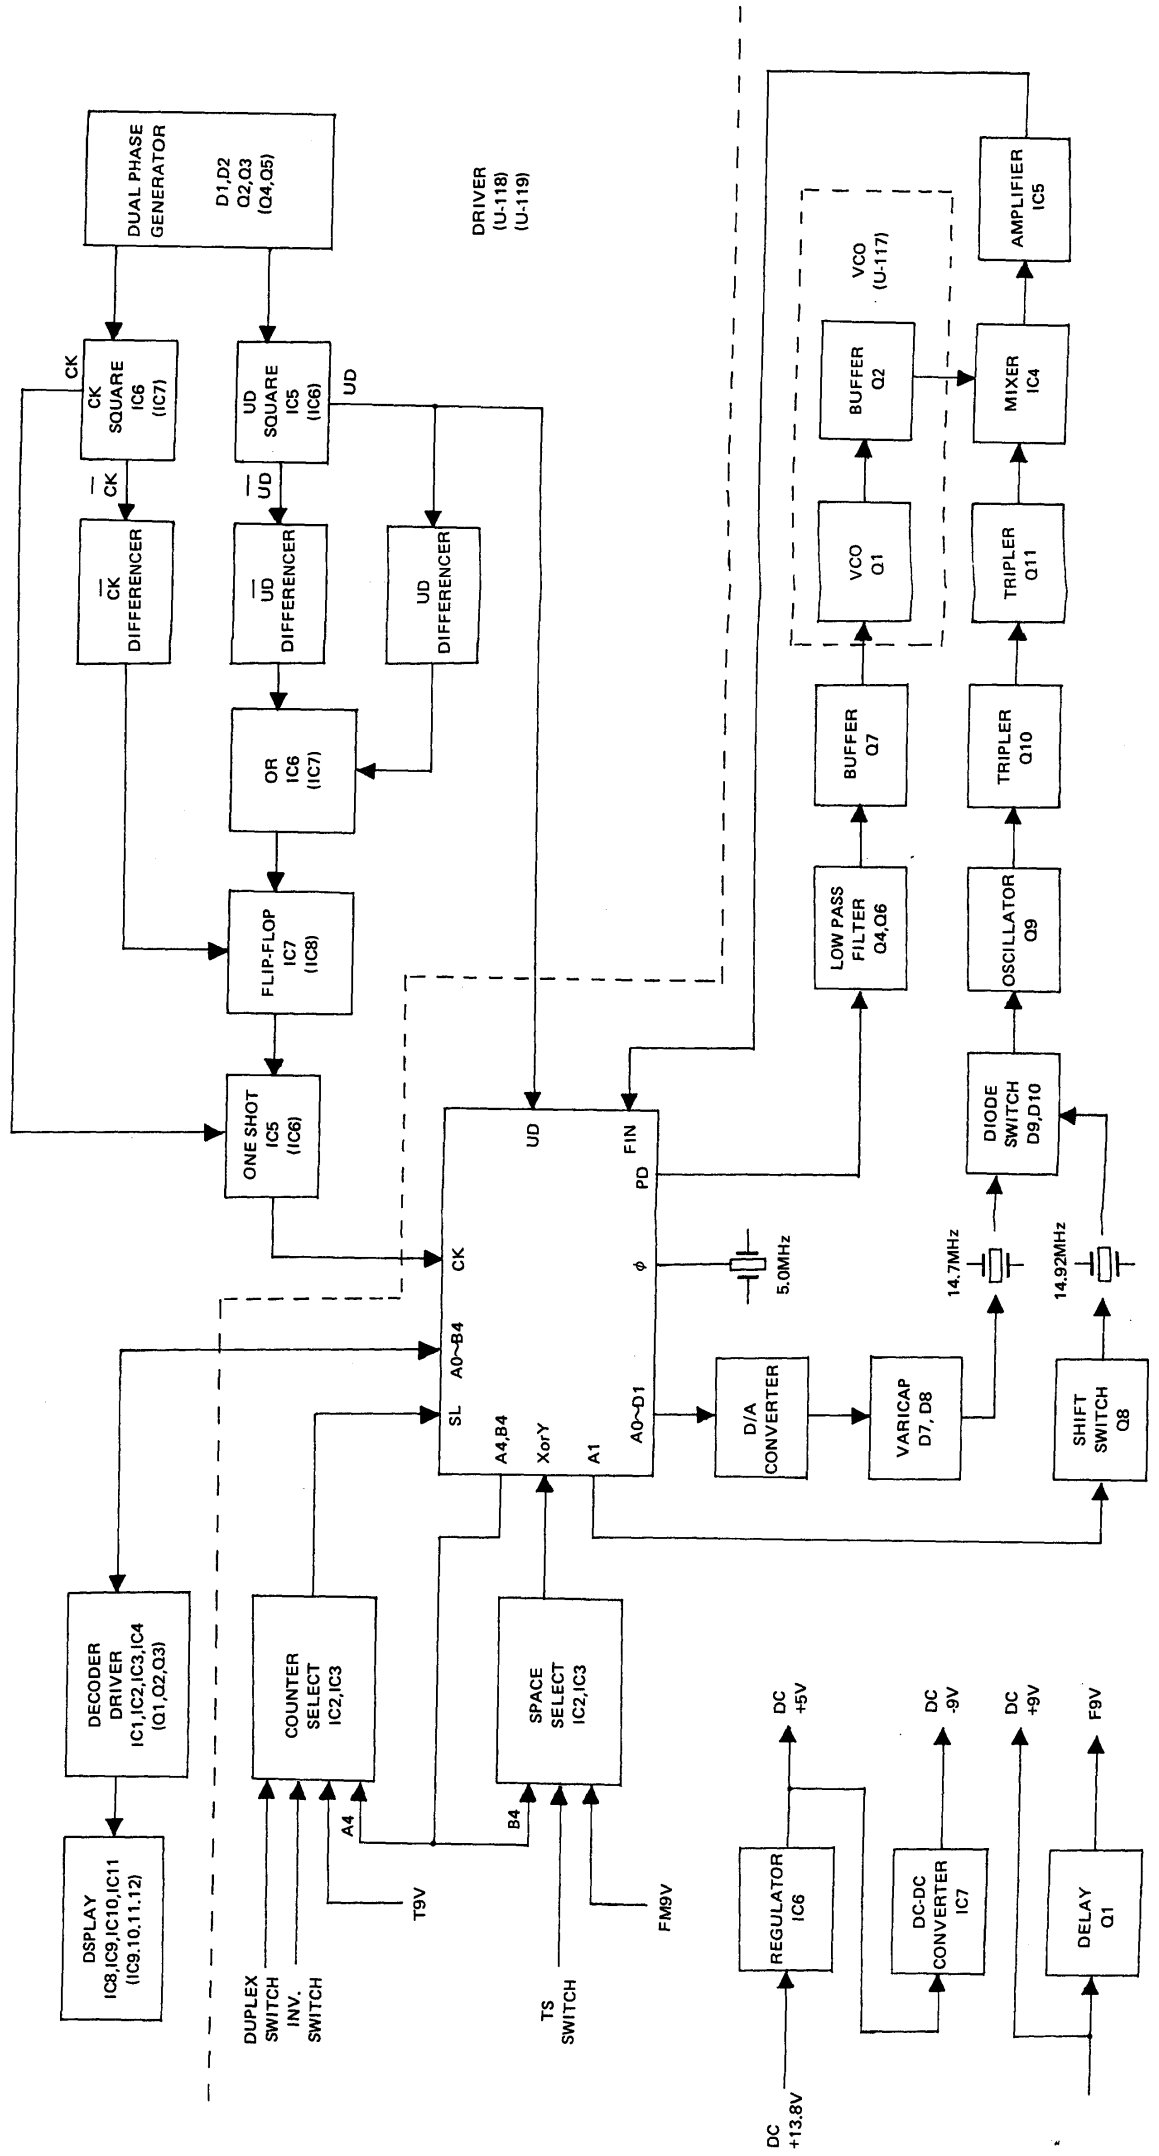 DSPLAY
IC8,IC9,IC10,IC11
(IC9.10.11.12)
DECODER
DRIVER
IC1,IC2,IC3,IC4
(Q1,Q2,Q3)
ONE SHOT
IC5
(IC6)
FLIP-FLOP
IC7
(IC8)
OR
IC6
(IC7)
CK
DIFFERENCER
UD
DIFFERENCER
UD
DIFFERENCER
CK
UD
CK
SQUARE
IC6
(IC7)
CK
UD
SQUARE
IC5
(IC6)
UD
DUAL PHASE
GENERATOR
D1,D2
Q2,Q3
(Q4,Q5)
DRIVER
(U-118)
(U-119)
DUPLEX
SWITCH
INV.
SWITCH
T9V
A4
COUNTER
SELECT
IC2,IC3
TS
SWITCH
FM9V
B4
SPACE
SELECT
IC2,IC3
SL
A0~B4
CK
A4,B4
XorY
A1
A0~D1
UD
FIN
PD
ϕ
5.0MHz
D/A
CONVERTER
VARICAP
D7, D8
SHIFT
SWITCH
Q8
14.7MHz
14.92MHz
DIODE
SWITCH
D9,D10
LOW PASS
FILTER
Q4,Q6
BUFFER
Q7
VCO
Q1
BUFFER
Q2
VCO
(U-117)
OSCILLATOR
Q9
TRIPLER
Q10
TRIPLER
Q11
MIXER
IC4
AMPLIFIER
IC5
DC
+13.8V
REGULATOR
IC6
DC
+5V
DC-DC
CONVERTER
IC7
DC
-9V
DC
+9V
DELAY
Q1
F9V